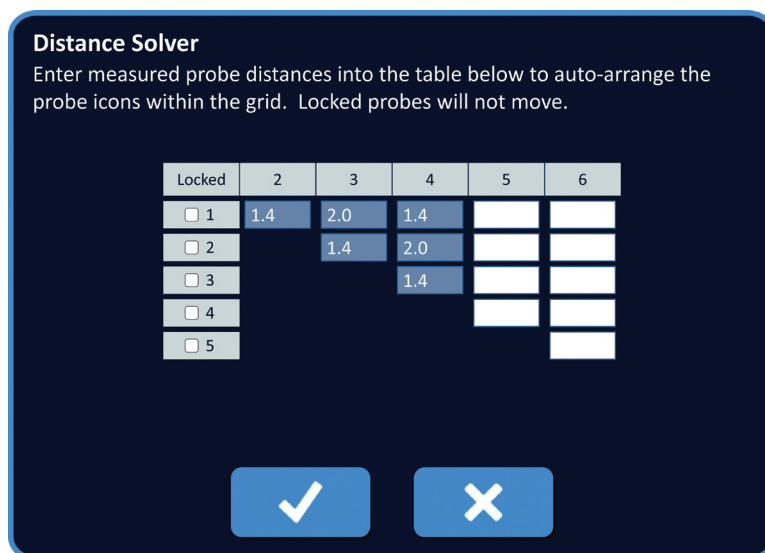 Distance Solver
Enter measured probe distances into the table below to auto-arrange the
probe icons within the grid. Locked probes will not move.
Locked 2 3 4 5 6
1 1.4 2.0 1.4
2 1.4 2.0
3 1.4
4
5